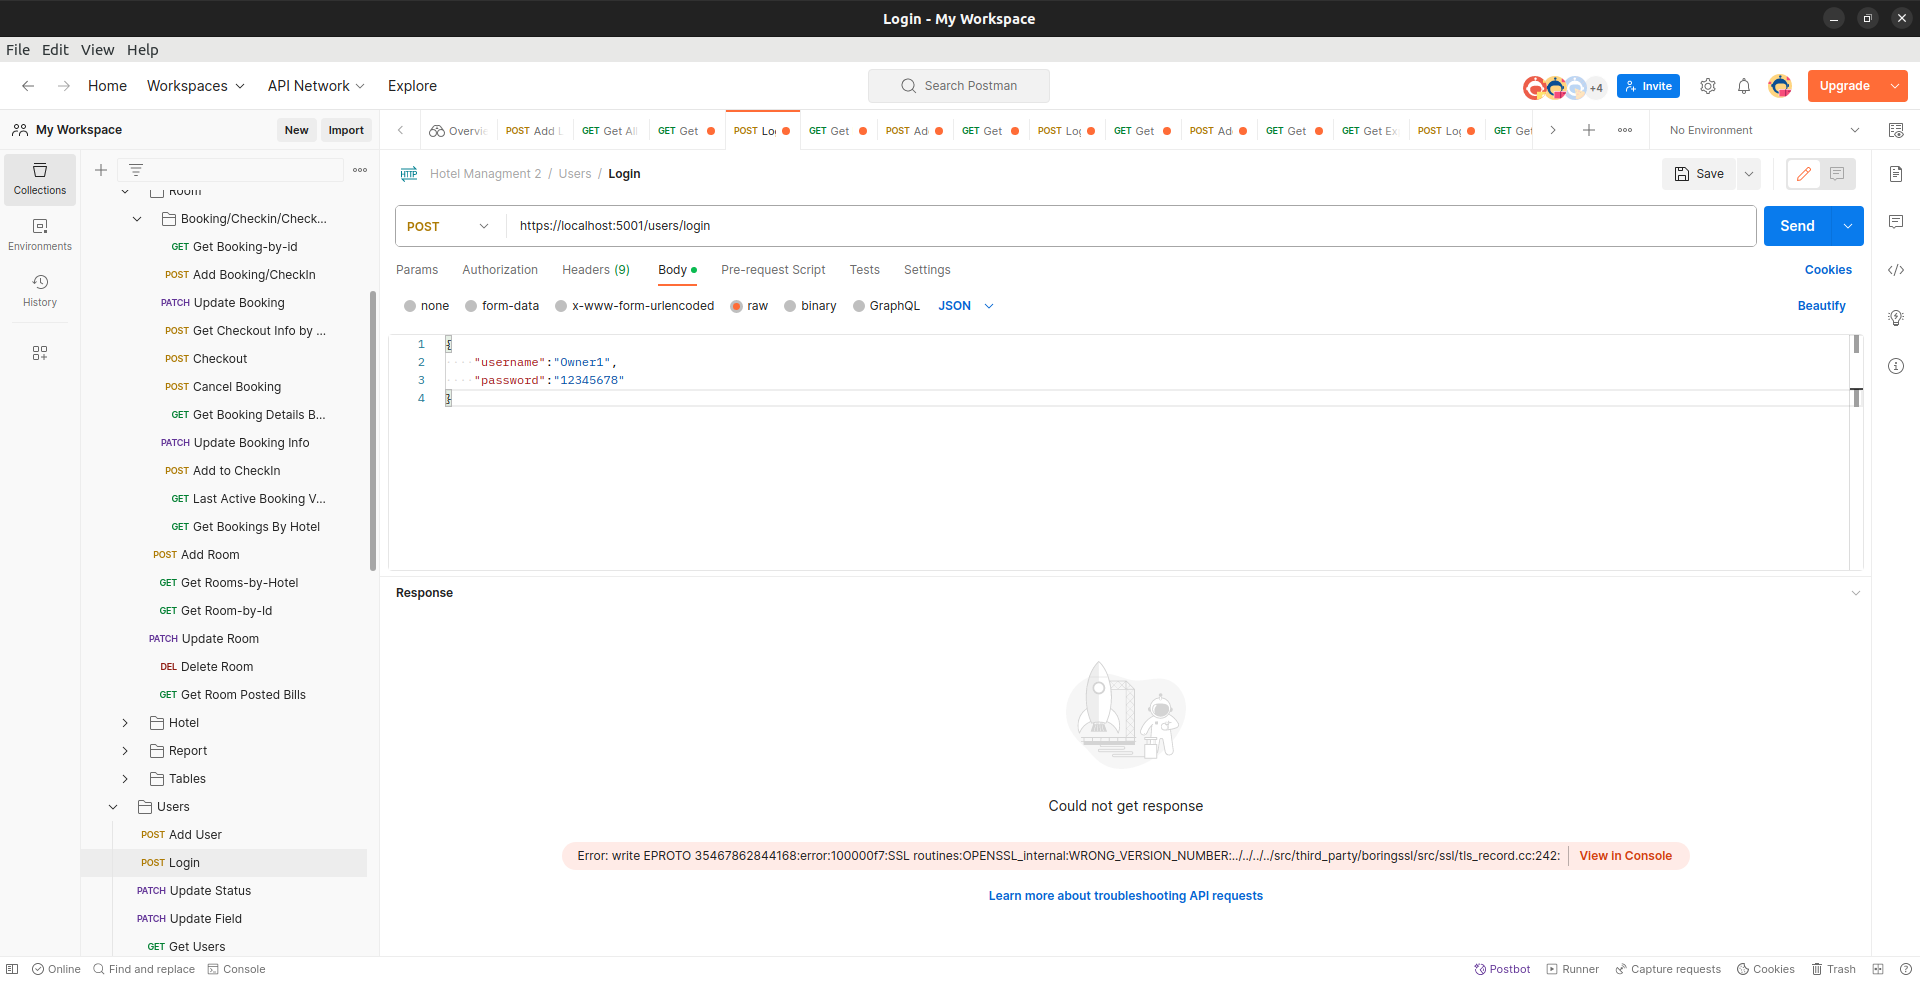 Login - My Workspace
File Edit View Help
Home Workspaces API Network Explore
Search Postman
+4
Invite
Upgrade
My Workspace
New Import
Overvi
POST Add
GET Get Al
GET Get
POST Lo
GET Get
POST Ad
GET Get
POST Log
GET Get
POST Ad
GET Get
GET Get Ex
POST Log
GET Get
No Environment
Collections
Environments
History
Room
Booking/Checkin/Check...
GET Get Booking-by-id
POST Add Booking/CheckIn
PATCH Update Booking
POST Get Checkout Info by ...
POST Checkout
POST Cancel Booking
GET Get Booking Details B...
PATCH Update Booking Info
POST Add to CheckIn
GET Last Active Booking V...
GET Get Bookings By Hotel
POST Add Room
GET Get Rooms-by-Hotel
GET Get Room-by-Id
PATCH Update Room
DEL Delete Room
GET Get Room Posted Bills
Hotel
Report
Tables
Users
POST Add User
POST Login
PATCH Update Status
PATCH Update Field
GET Get Users
HTTP Hotel Managment 2 / Users / Login
Save
POST https://localhost:5001/users/login
Send
Params Authorization Headers (9) Body Pre-request Script Tests Settings
Cookies
none form-data x-www-form-urlencoded raw binary GraphQL JSON
Beautify
1 {
2 "username":"Owner1",
3 "password":"12345678"
4 }
Response
Could not get response
Error: write EPROTO 35467862844168:error:100000f7:SSL routines:OPENSSL_internal:WRONG_VERSION_NUMBER:../../../../src/third_party/boringssl/src/ssl/tls_record.cc:242: View in Console
Learn more about troubleshooting API requests
Online Find and replace Console
Postbot Runner Capture requests Cookies Trash